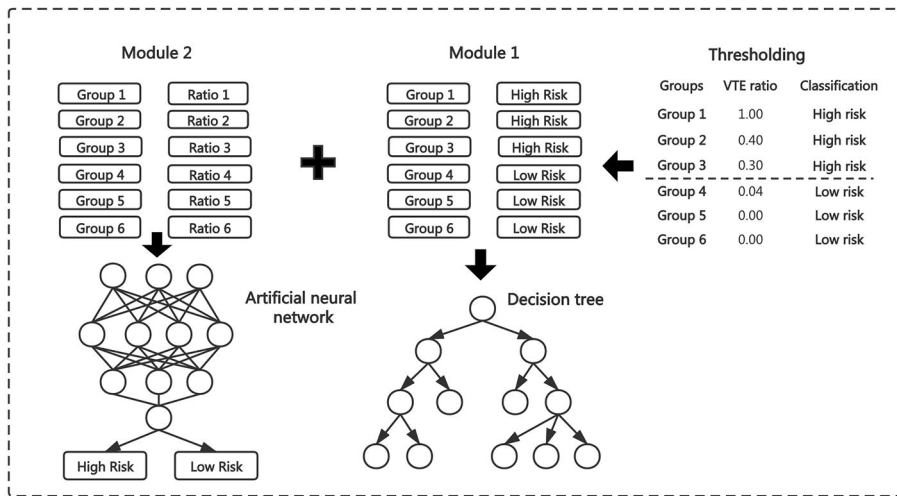 Module 2
Group 1 Ratio 1
Group 2 Ratio 2
Group 3 Ratio 3
Group 4 Ratio 4
Group 5 Ratio 5
Group 6 Ratio 6
Artificial neural
network
High Risk Low Risk
Module 1
Group 1 High Risk
Group 2 High Risk
Group 3 High Risk
Group 4 Low Risk
Group 5 Low Risk
Group 6 Low Risk
Decision tree
Thresholding
Groups VTE ratio Classification
Group 1 1.00 High risk
Group 2 0.40 High risk
Group 3 0.30 High risk
Group 4 0.04 Low risk
Group 5 0.00 Low risk
Group 6 0.00 Low risk